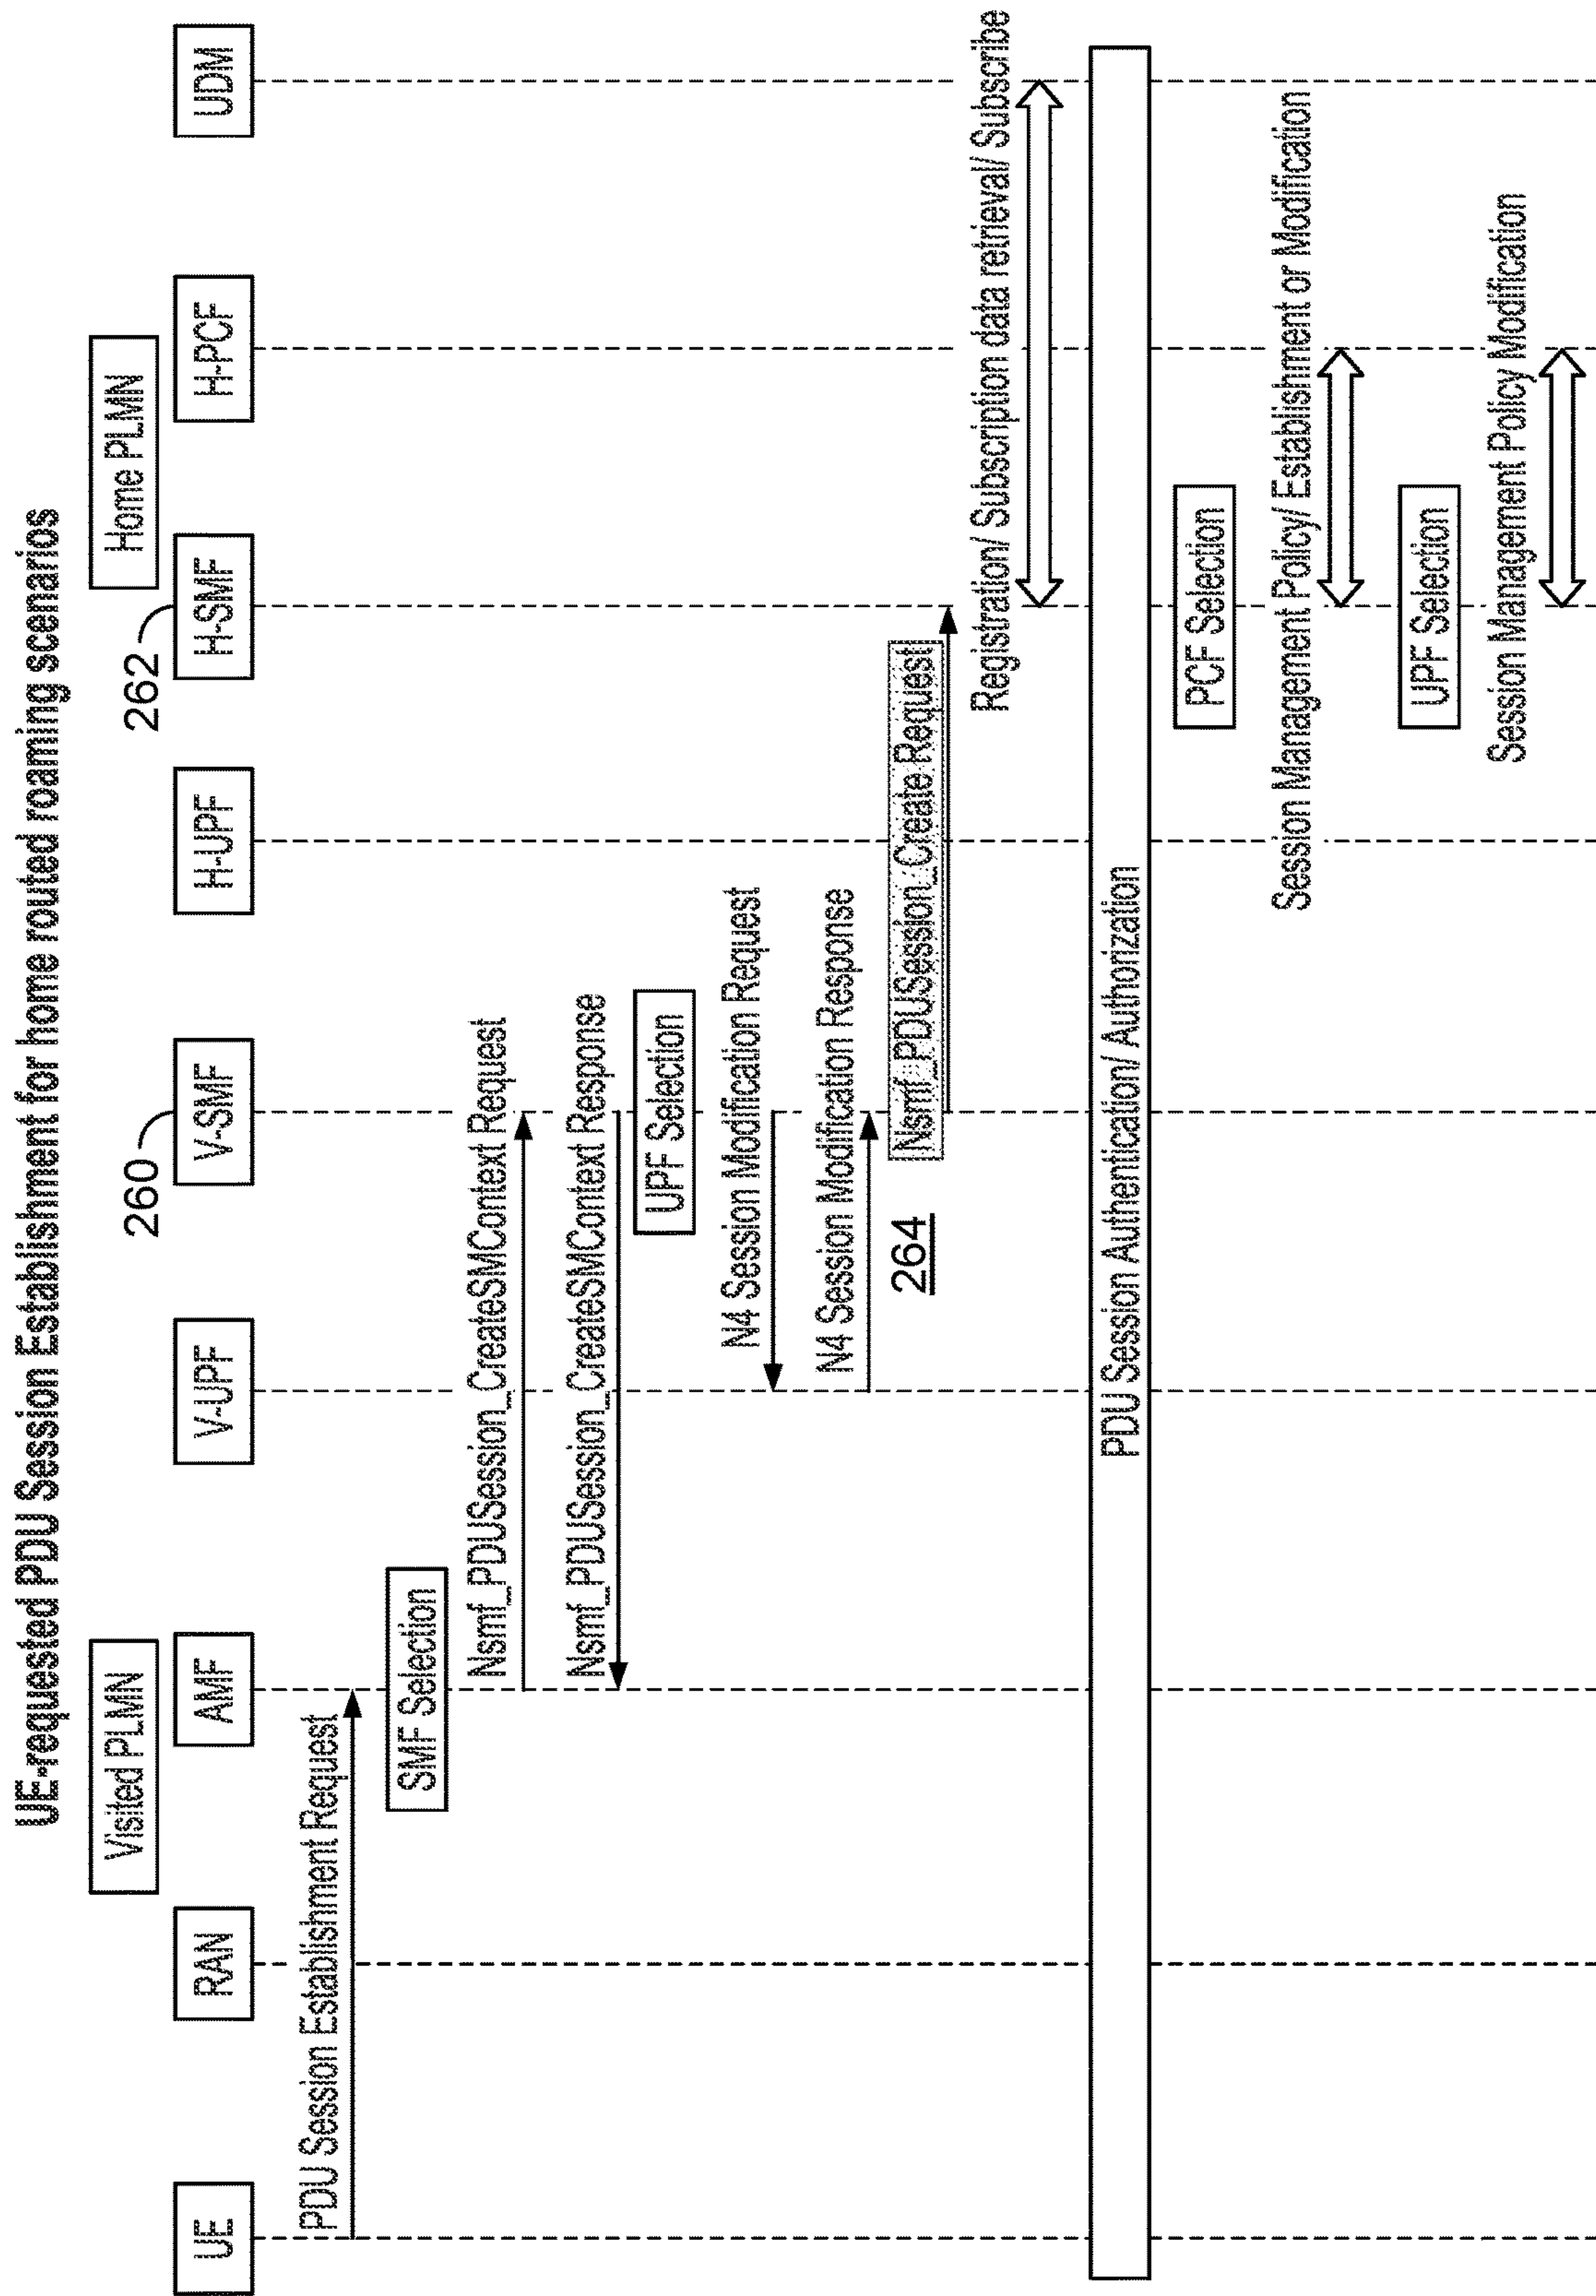 UE-requested PDU Session Establishment for home routed roaming scenarios
Visited PLMN
Home PLMN
260
262
UE
RAN
AMF
V-UPF
V-SMF
H-UPF
H-SMF
H-PCF
UDM
PDU Session Establishment Request
SMF Selection
Nsmf_PDUSession_CreateSMContext Request
Nsmf_PDUSession_CreateSMContext Response
UPF Selection
N4 Session Modification Request
N4 Session Modification Response
264
Nsmf_PDUSession_Create Request
Registration/ Subscription data retrieval/ Subscribe
PDU Session Authentication/ Authorization
PCF Selection
Session Management Policy/ Establishment or Modification
UPF Selection
Session Management Policy Modification